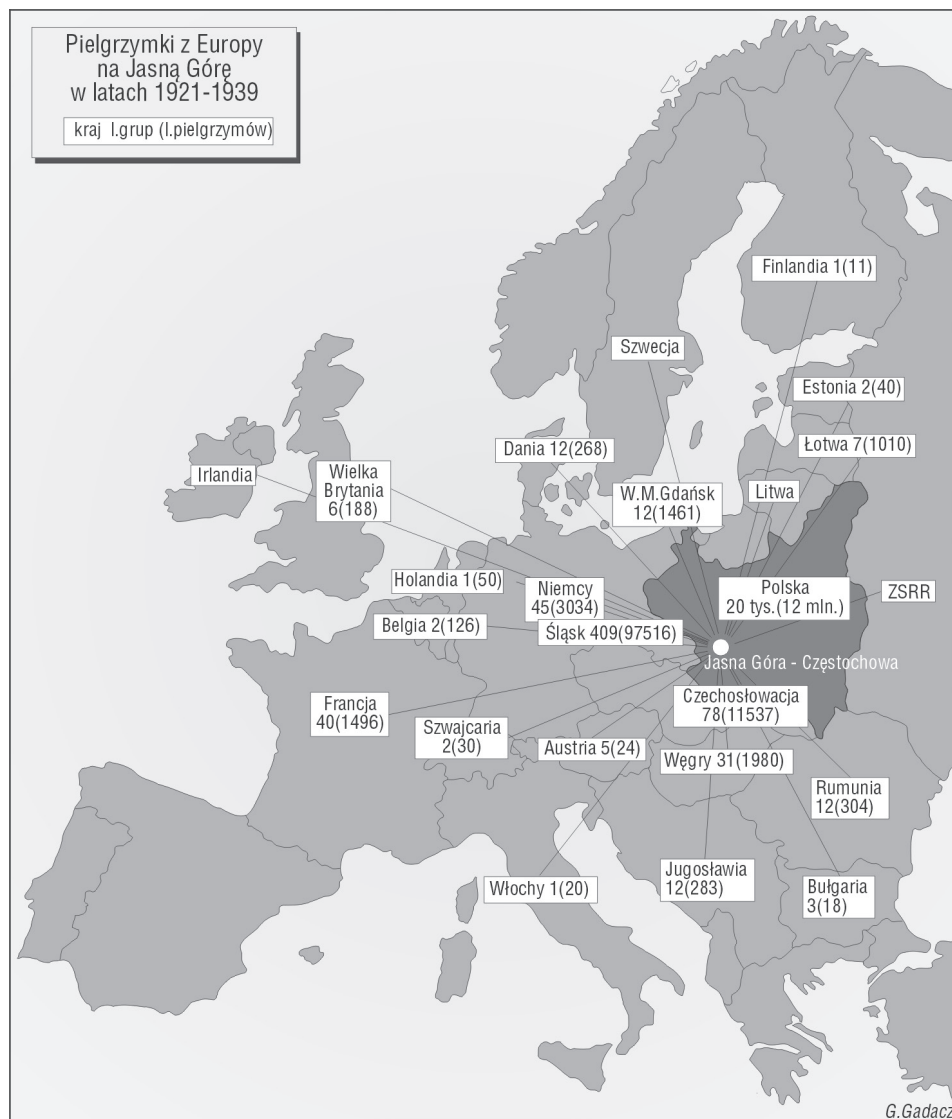 Pielgrzymki z Europy
na Jasną Górę
w latach 1921-1939
kraj l.grup (l.pielgrzymów)
Finlandia 1(11)
Szwecja
Estonia 2(40)
Dania 12(268)
Łotwa 7(1010)
Irlandia
Wielka
Brytania
6(188)
W.M.Gdańsk
12(1461)
Litwa
Holandia 1(50)
Niemcy
45(3034)
Polska
20 tys.(12 mln.)
ZSRR
Belgia 2(126)
Śląsk 409(97516)
Jasna Góra - Częstochowa
Francja
40(1496)
Szwajcaria
2(30)
Austria 5(24)
Czechosłowacja
78(11537)
Węgry 31(1980)
Rumunia
12(304)
Włochy 1(20)
Jugosławia
12(283)
Bułgaria
3(18)
G.Gadacz